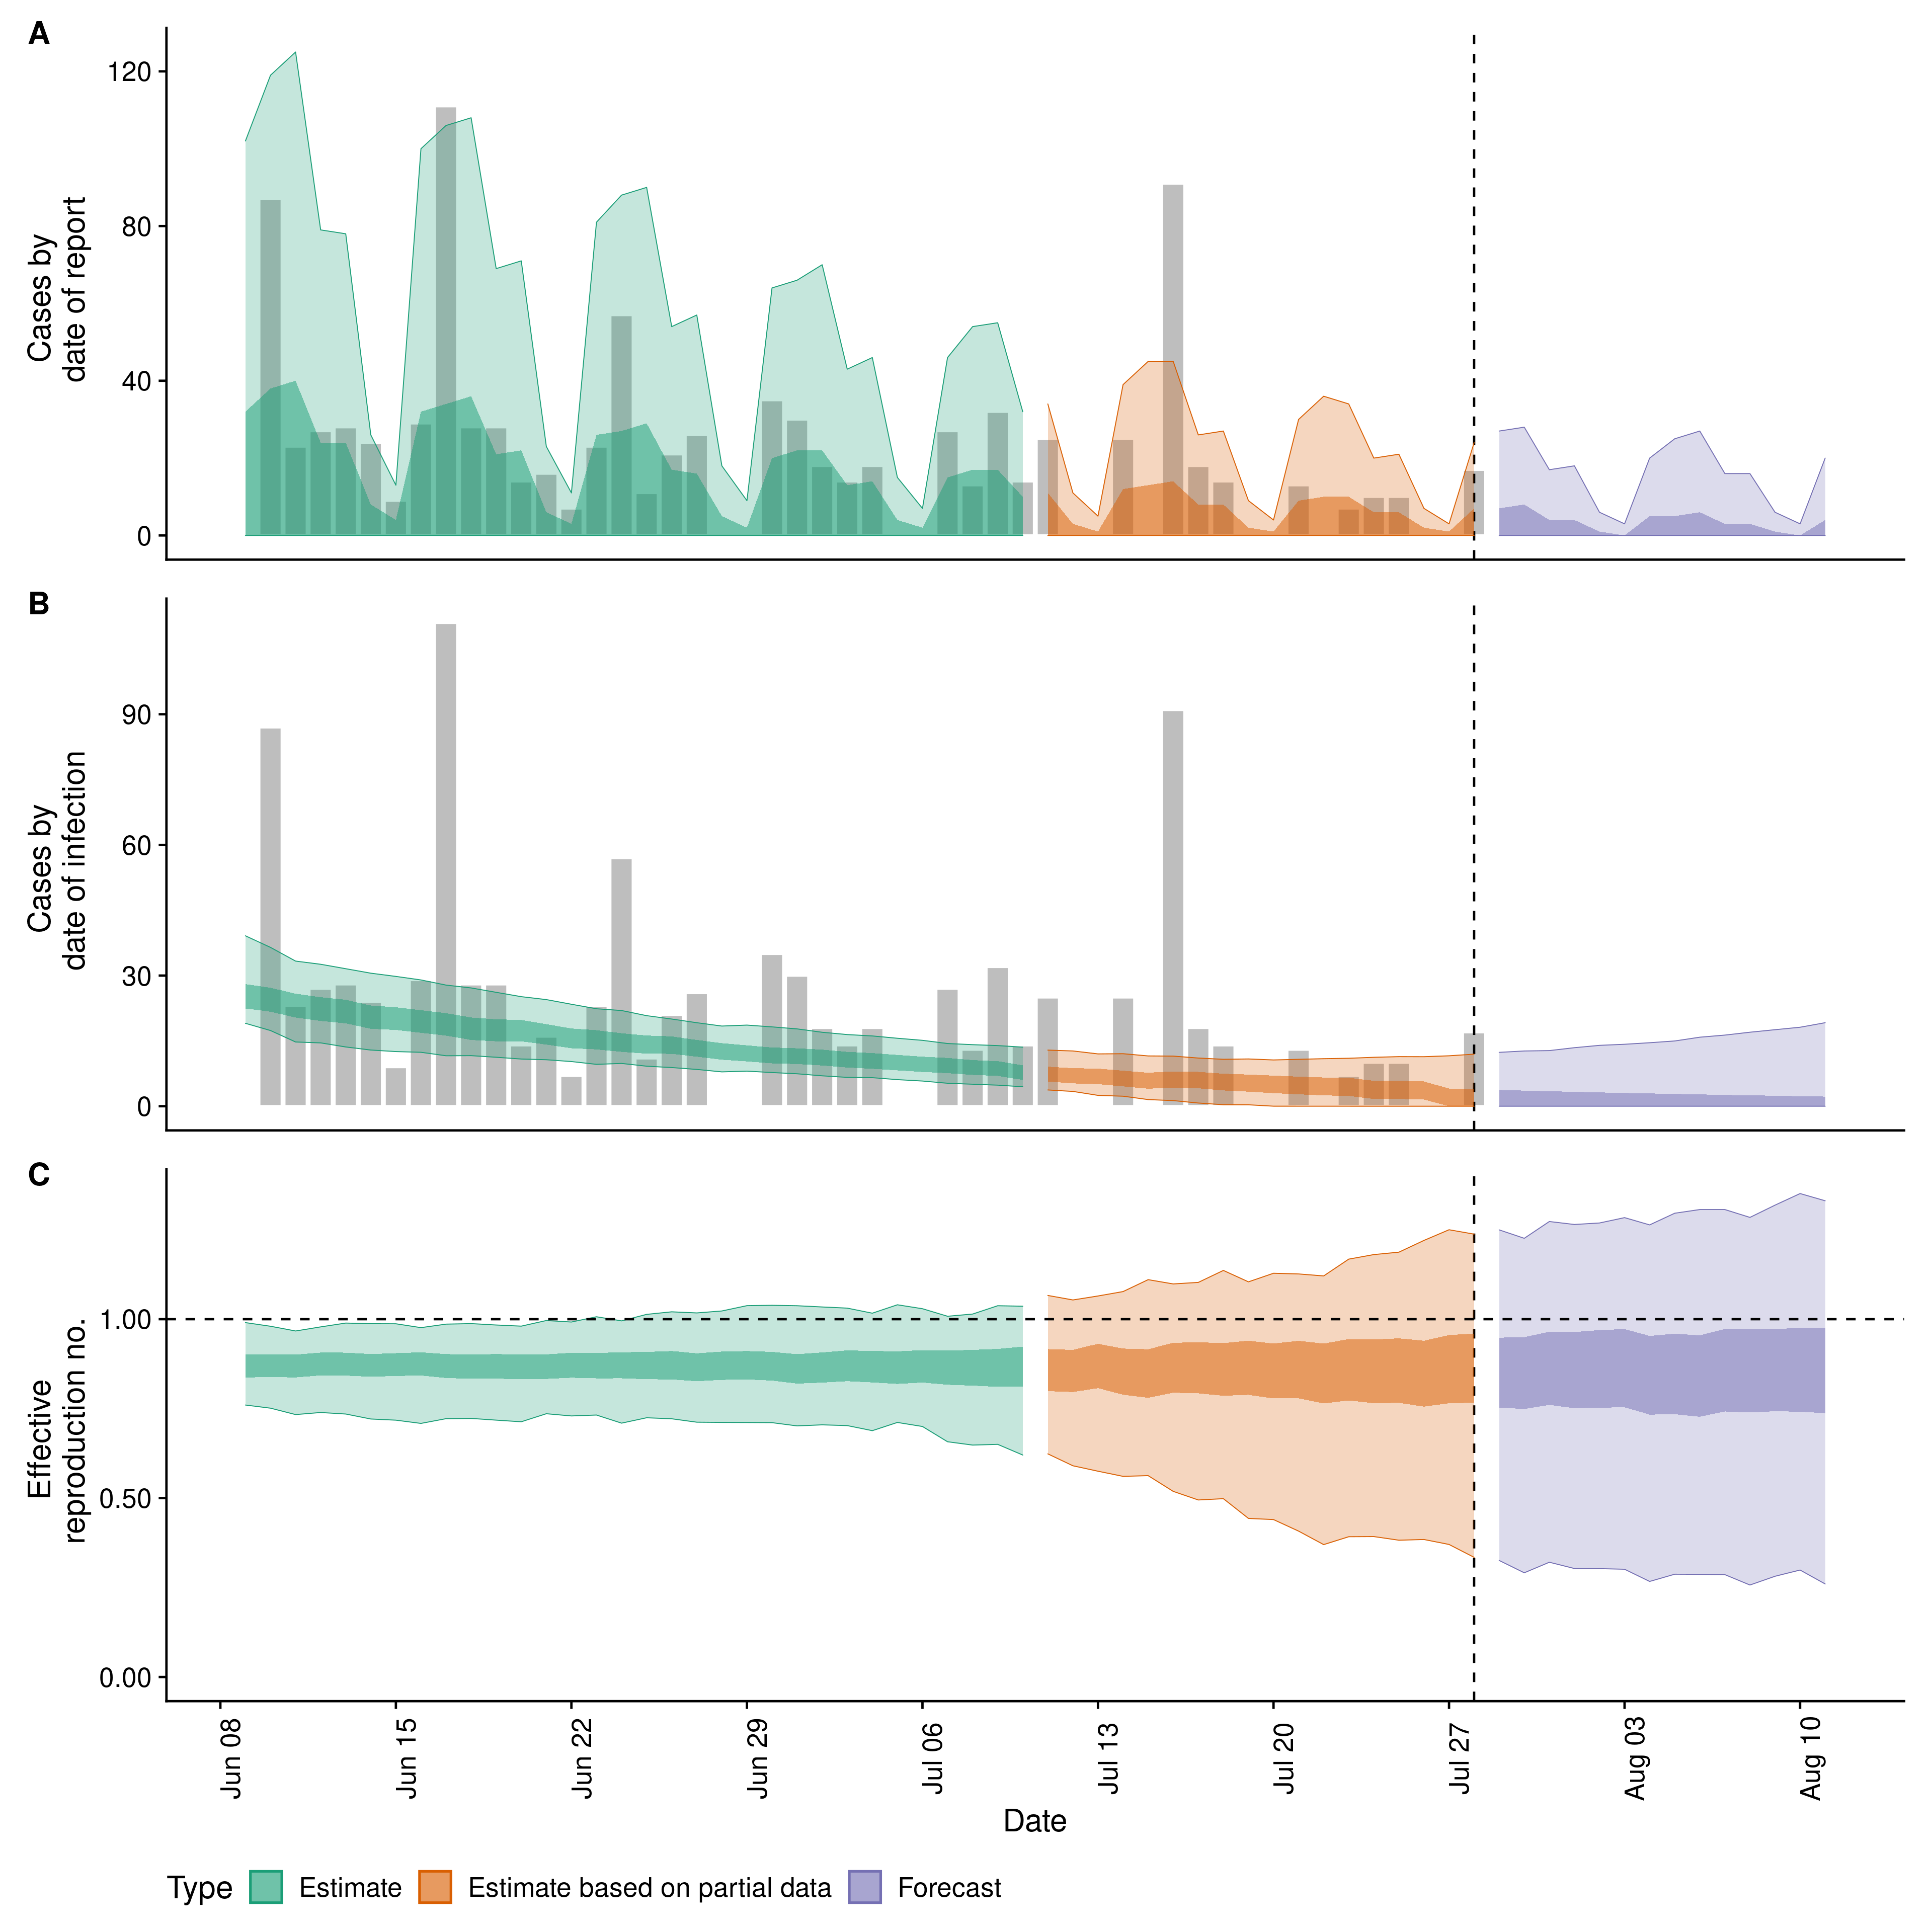 A
120
80
40
0
Cases by
date of report
B
90
60
30
0
Cases by
date of infection
C
1.00
0.50
0.00
Effective
reproduction no.
Jun 08
Jun 15
Jun 22
Jun 29
Jul 06
Jul 13
Jul 20
Jul 27
Aug 03
Aug 10
Date
Type Estimate Estimate based on partial data Forecast